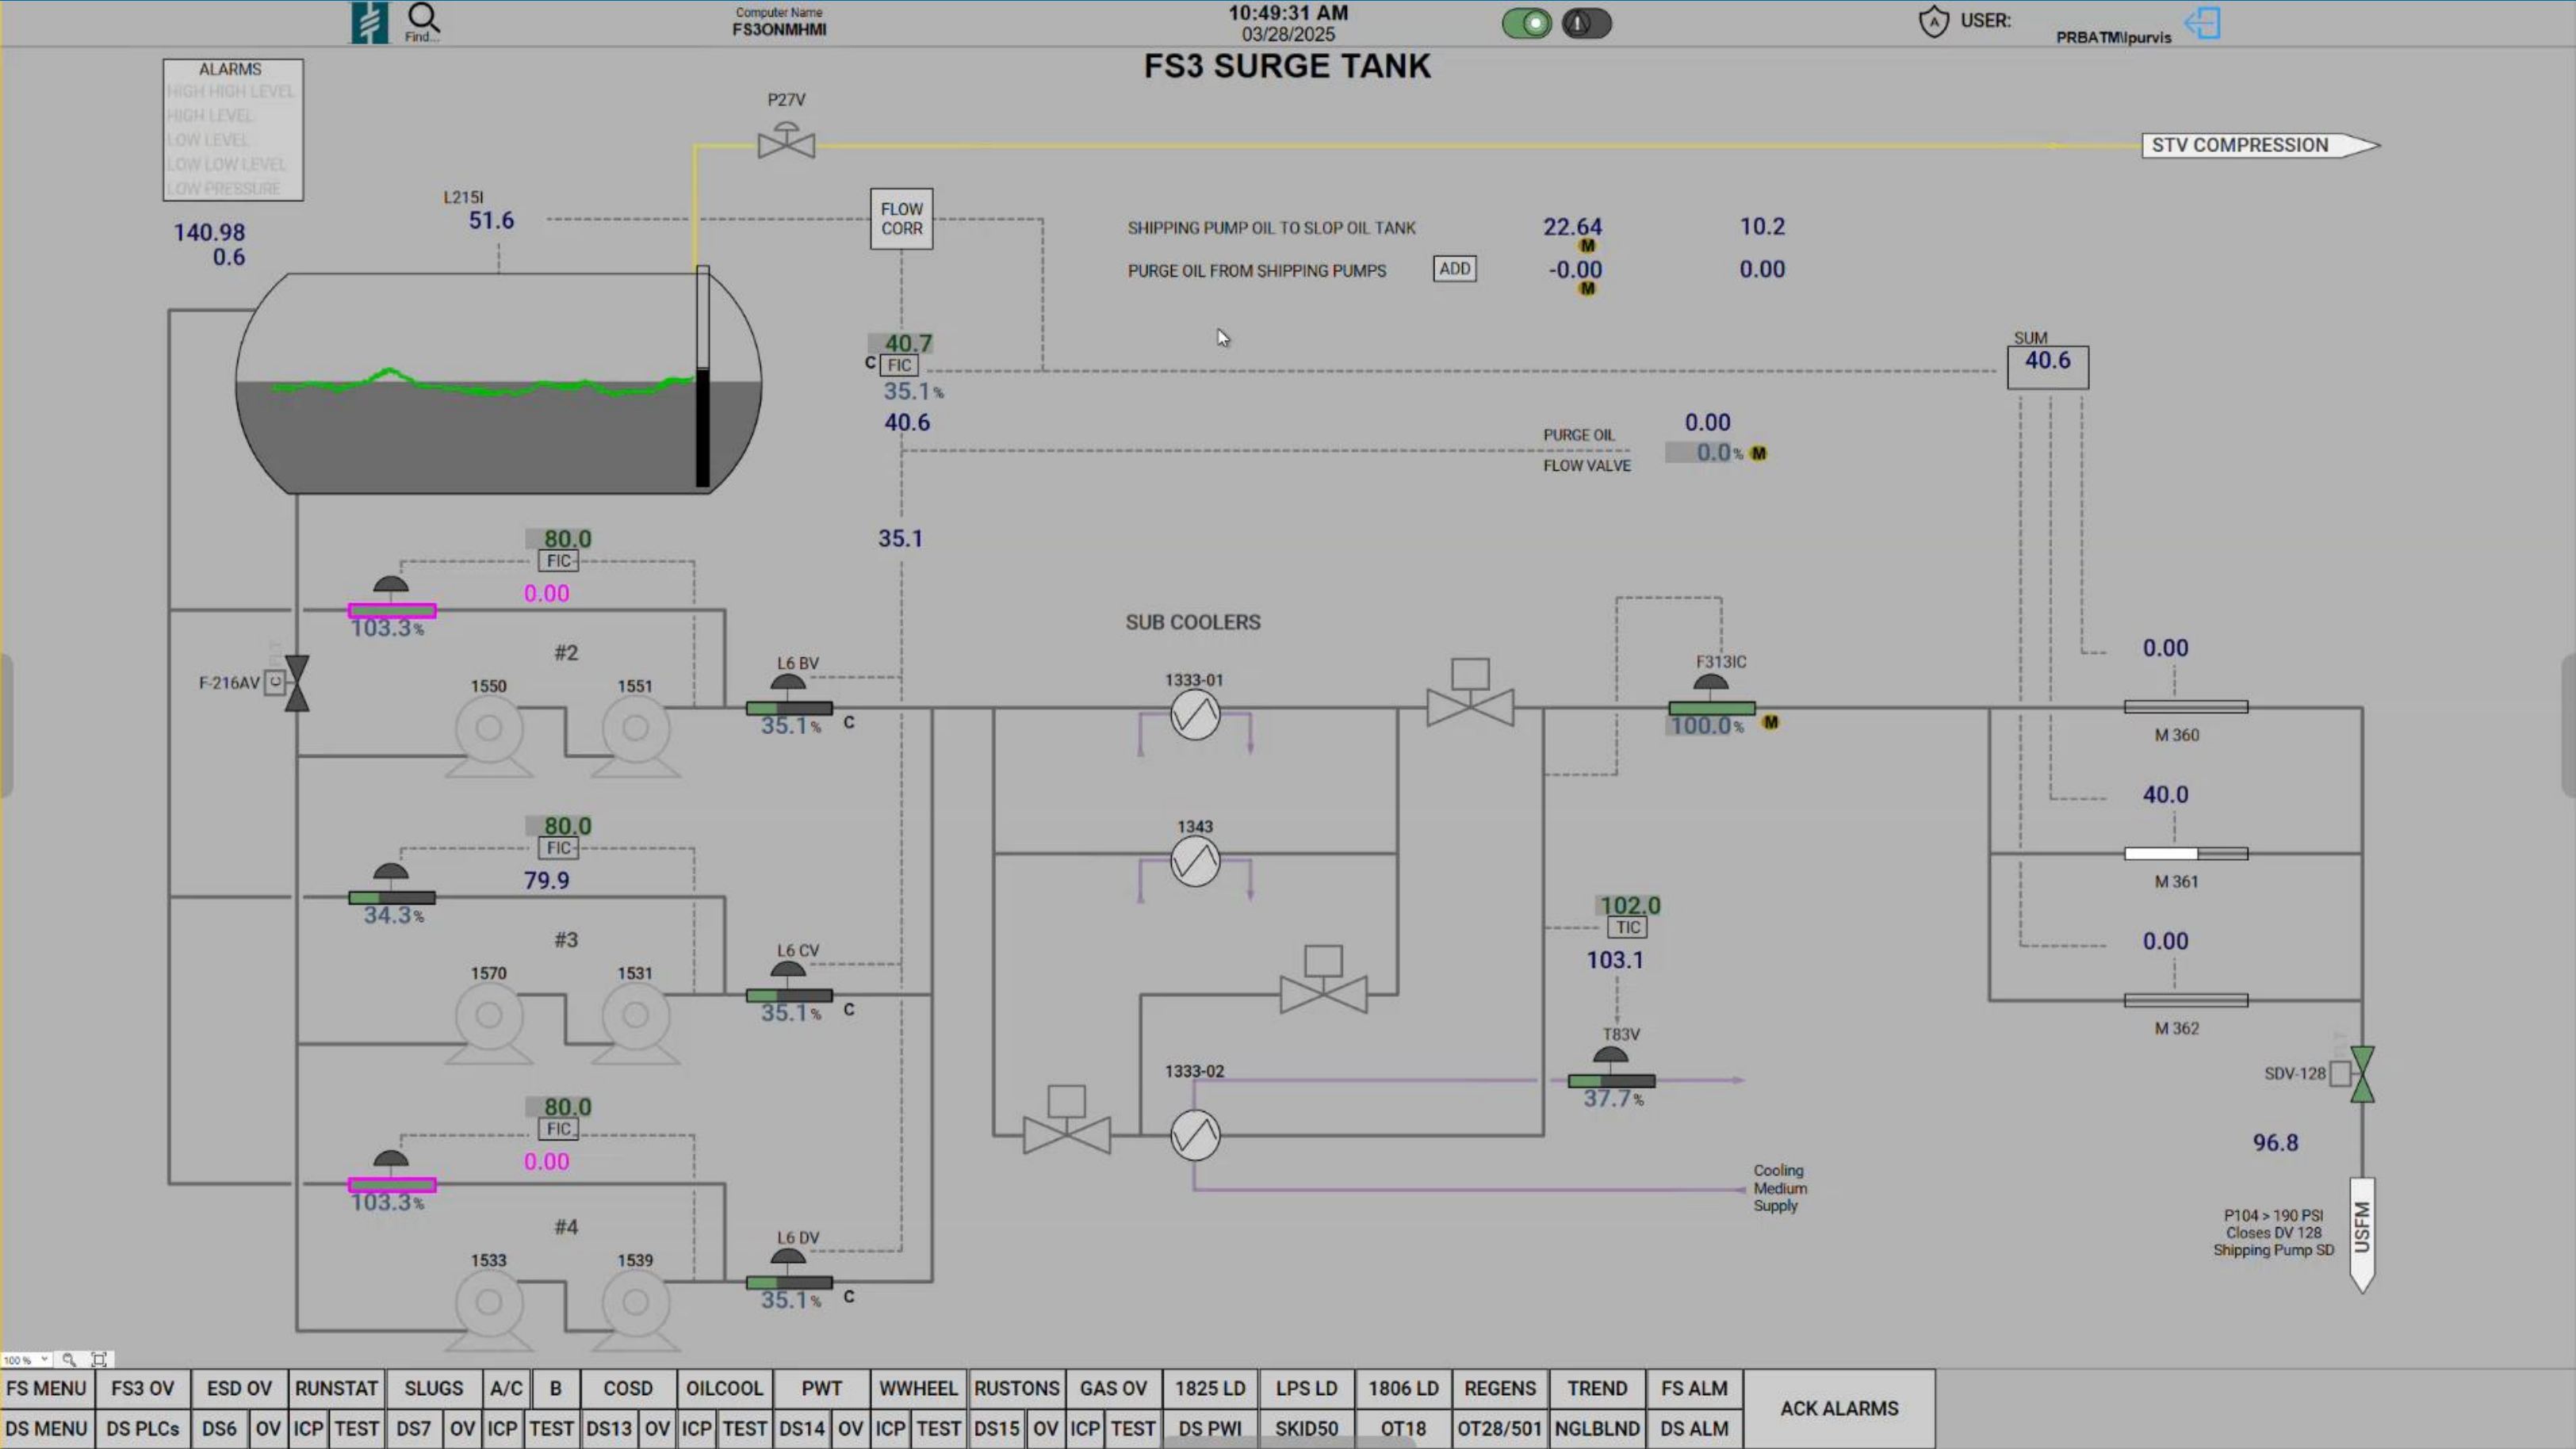 Find...
Computer Name
FS3ONMHMI
10:49:31 AM
03/28/2025
A
USER:
PRBATM\lpurvis
FS3 SURGE TANK
ALARMS
HIGH HIGH LEVEL
HIGH LEVEL
LOW LEVEL
LOW LOW LEVEL
LOW PRESSURE
140.98
0.6
L215I
51.6
P27V
STV COMPRESSION
FLOW
CORR
SHIPPING PUMP OIL TO SLOP OIL TANK
22.64
M
10.2
PURGE OIL FROM SHIPPING PUMPS
ADD
-0.00
M
0.00
40.7
C FIC
35.1%
40.6
SUM
40.6
PURGE OIL
FLOW VALVE
0.00
0.0% M
35.1
80.0
FIC
0.00
103.3%
#2
1550
1551
L6 BV
35.1% C
FLT
F-216AV C
80.0
FIC
79.9
34.3%
#3
1570
1531
L6 CV
35.1% C
80.0
FIC
0.00
103.3%
#4
1533
1539
L6 DV
35.1% C
SUB COOLERS
1333-01
1343
1333-02
F313IC
100.0% M
102.0
TIC
103.1
T83V
37.7%
Cooling
Medium
Supply
0.00
M 360
40.0
M 361
0.00
M 362
FLT
SDV-128
96.8
P104 > 190 PSI
Closes DV 128
Shipping Pump SD
USFM
100 %
FS MENU FS3 OV ESD OV RUNSTAT SLUGS A/C B COSD OILCOOL PWT WWHEEL RUSTONS GAS OV 1825 LD LPS LD 1806 LD REGENS TREND FS ALM
ACK ALARMS
DS MENU DS PLCs DS6 OV ICP TEST DS7 OV ICP TEST DS13 OV ICP TEST DS14 OV ICP TEST DS15 OV ICP TEST DS PWI SKID50 OT18 OT28/501 NGLBLND DS ALM